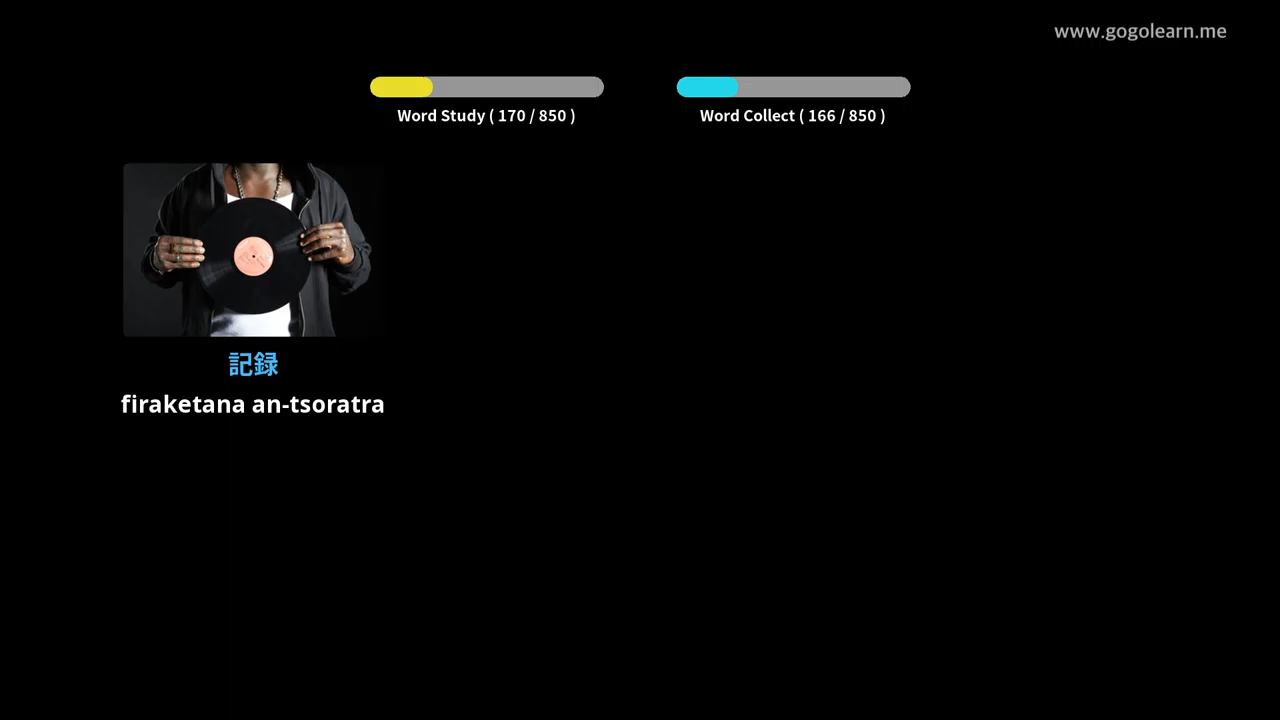 www.gogolearn.me
Word Study ( 170 / 850 )
Word Collect ( 166 / 850 )
記録
firaketana an-tsoratra